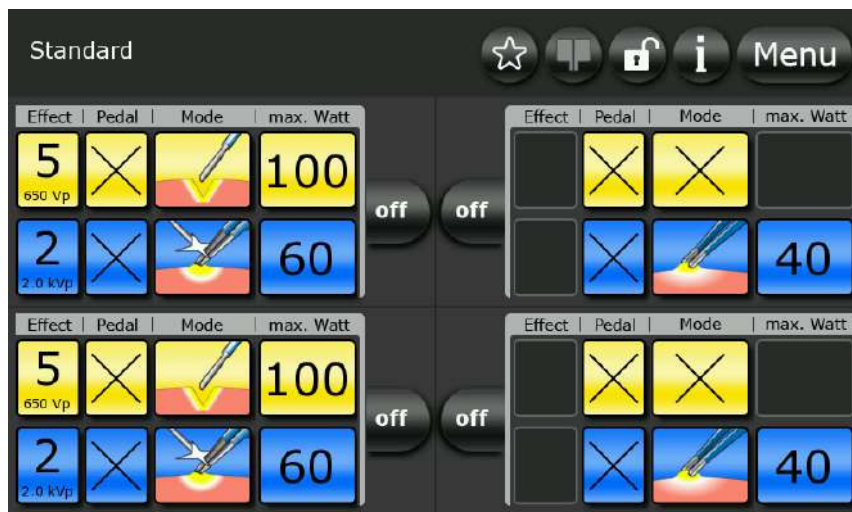 Standard
i Menu
Effect | Pedal | Mode | max. Watt
5
650 Vp
100
off
2
2.0 kVp
60
off
Effect | Pedal | Mode | max. Watt
40
Effect | Pedal | Mode | max. Watt
5
650 Vp
100
off
2
2.0 kVp
60
off
Effect | Pedal | Mode | max. Watt
40